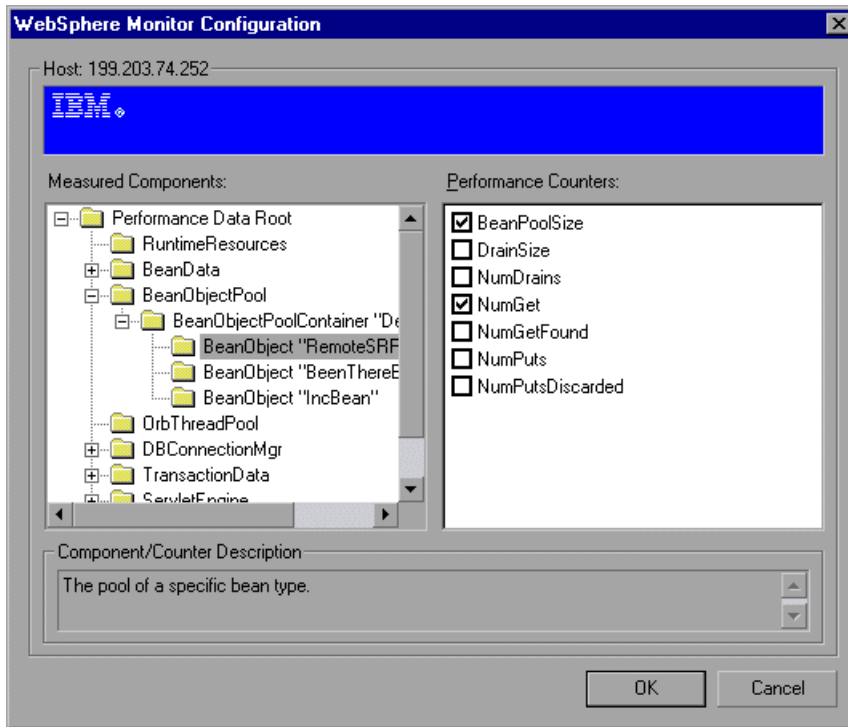 WebSphere Monitor Configuration
Host: 199.203.74.252
IBM®
Measured Components:
Performance Data Root
RuntimeResources
BeanData
BeanObjectPool
BeanObjectPoolContainer "De
BeanObject "RemoteSRF
BeanObject "BeenThereE
BeanObject "IncBean"
OrbThreadPool
DBConnectionMgr
TransactionData
ServletEngine
Performance Counters:
BeanPoolSize
DrainSize
NumDrains
NumGet
NumGetFound
NumPuts
NumPutsDiscarded
Component/Counter Description
The pool of a specific bean type.
OK
Cancel